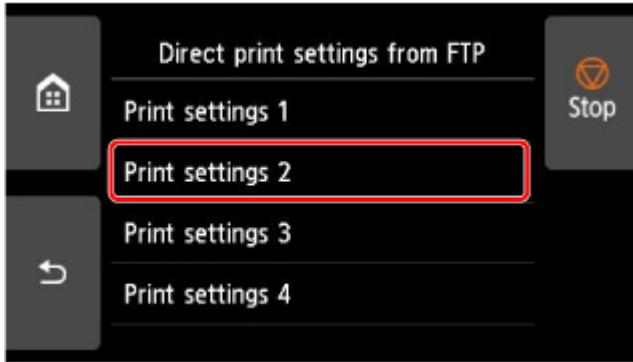 Direct print settings from FTP
Stop
Print settings 1
Print settings 2
Print settings 3
Print settings 4